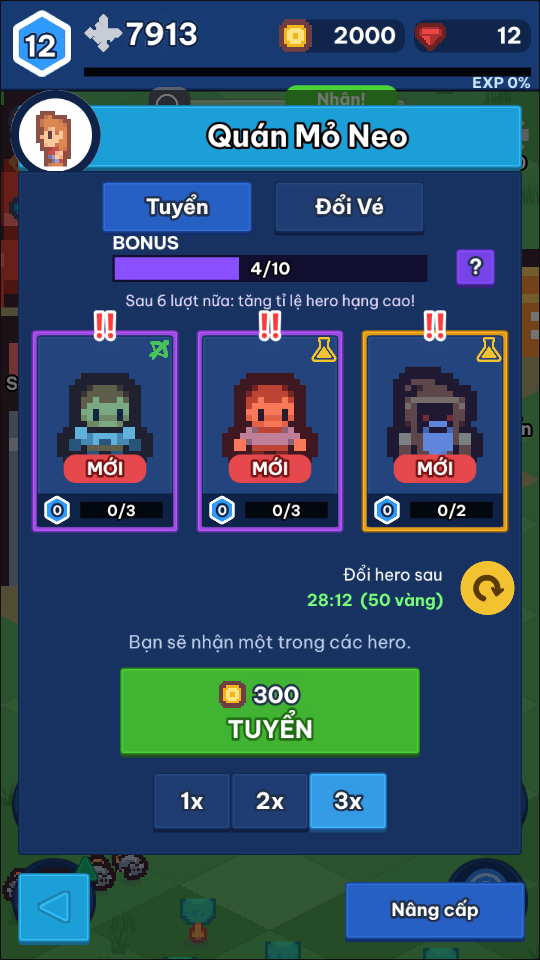 12
7913
2000
12
EXP 0%
Nhận!
Quán Mỏ Neo
Tuyển
Đổi Vé
BONUS
4/10
?
Sau 6 lượt nữa: tăng tỉ lệ hero hạng cao!
!!
!!
!!
MỚI
MỚI
MỚI
0
0/3
0
0/3
0
0/2
Đổi hero sau
28:12 (50 vàng)
Bạn sẽ nhận một trong các hero.
300
TUYỂN
1x
2x
3x
Nâng cấp